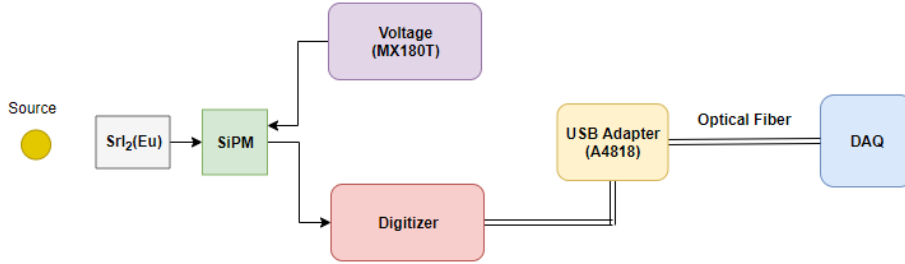 Voltage
(MX180T)
Source
SrI₂(Eu)
SiPM
USB Adapter
(A4818)
Optical Fiber
DAQ
Digitizer